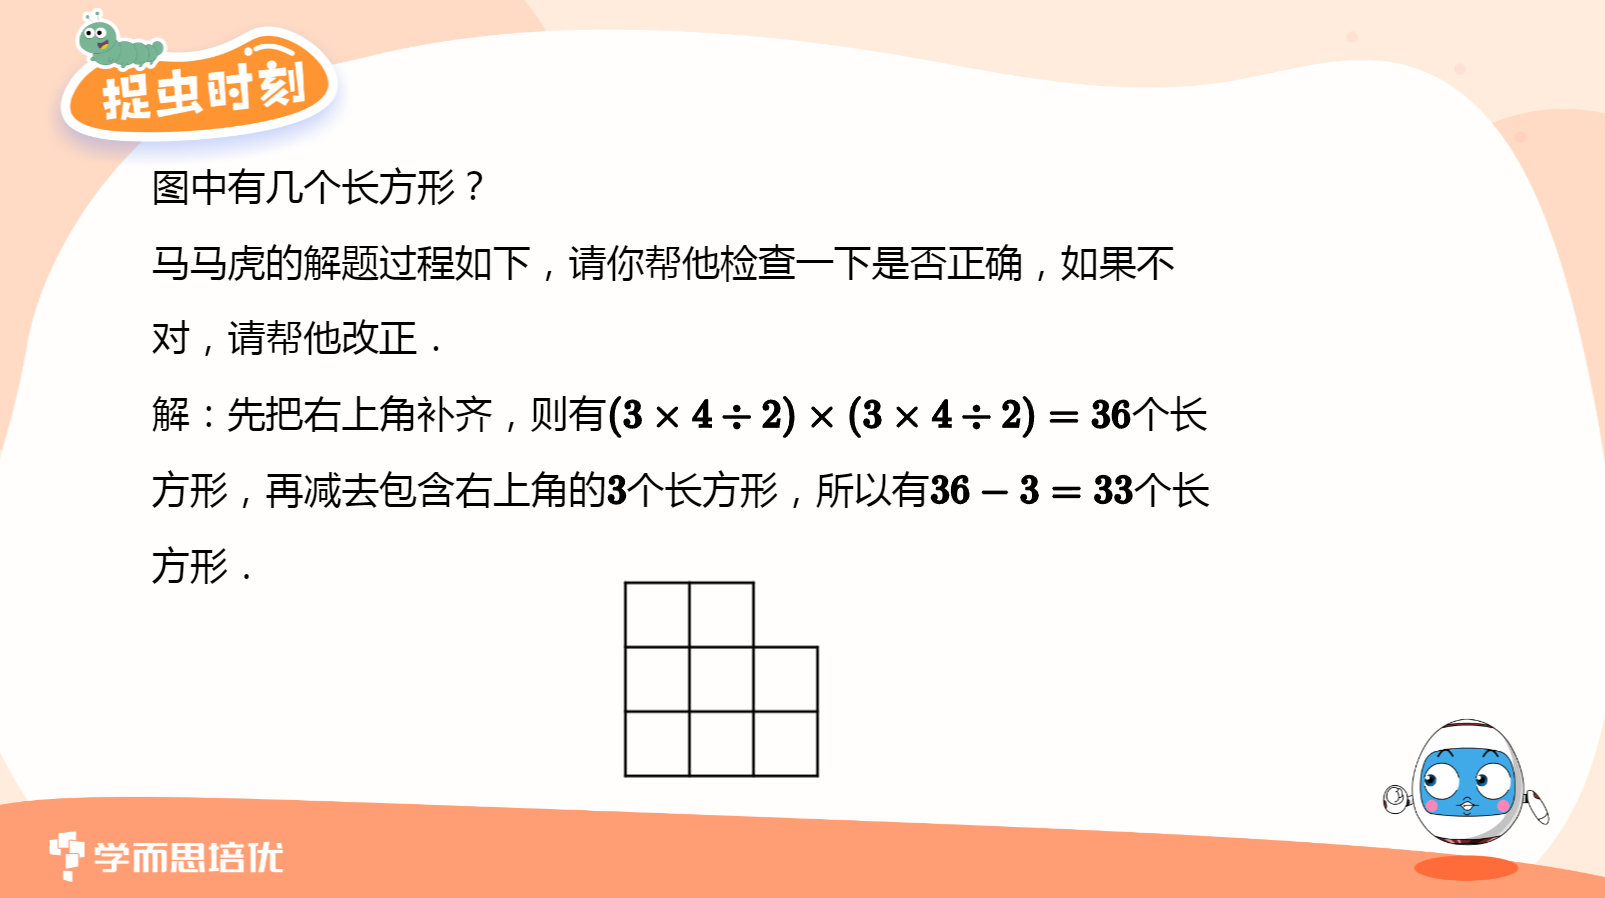 捉虫时刻
图中有几个长方形？
马马虎的解题过程如下，请你帮他检查一下是否正确，如果不
对，请帮他改正．
解：先把右上角补齐，则有(3 × 4 ÷ 2) × (3 × 4 ÷ 2) = 36个长
方形，再减去包含右上角的3个长方形，所以有36 − 3 = 33个长
方形．
学而思培优